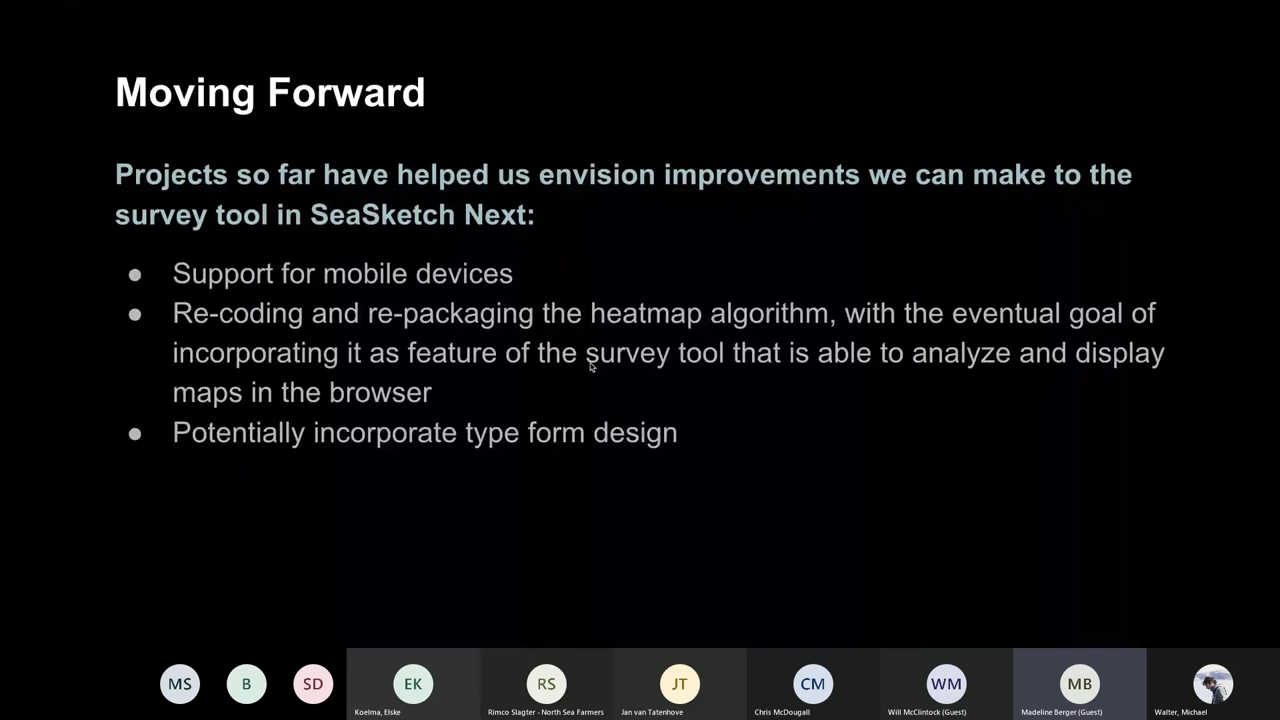 Moving Forward
Projects so far have helped us envision improvements we can make to the
survey tool in SeaSketch Next:
● Support for mobile devices
● Re-coding and re-packaging the heatmap algorithm, with the eventual goal of
incorporating it as feature of the survey tool that is able to analyze and display
maps in the browser
● Potentially incorporate type form design
MS B SD EK RS JT CM WM MB
Koelma, Elske Rimco Slagter - North Sea Farmers Jan van Tatenhove Chris McDougall Will McClintock (Guest) Madeline Berger (Guest) Walter, Michael